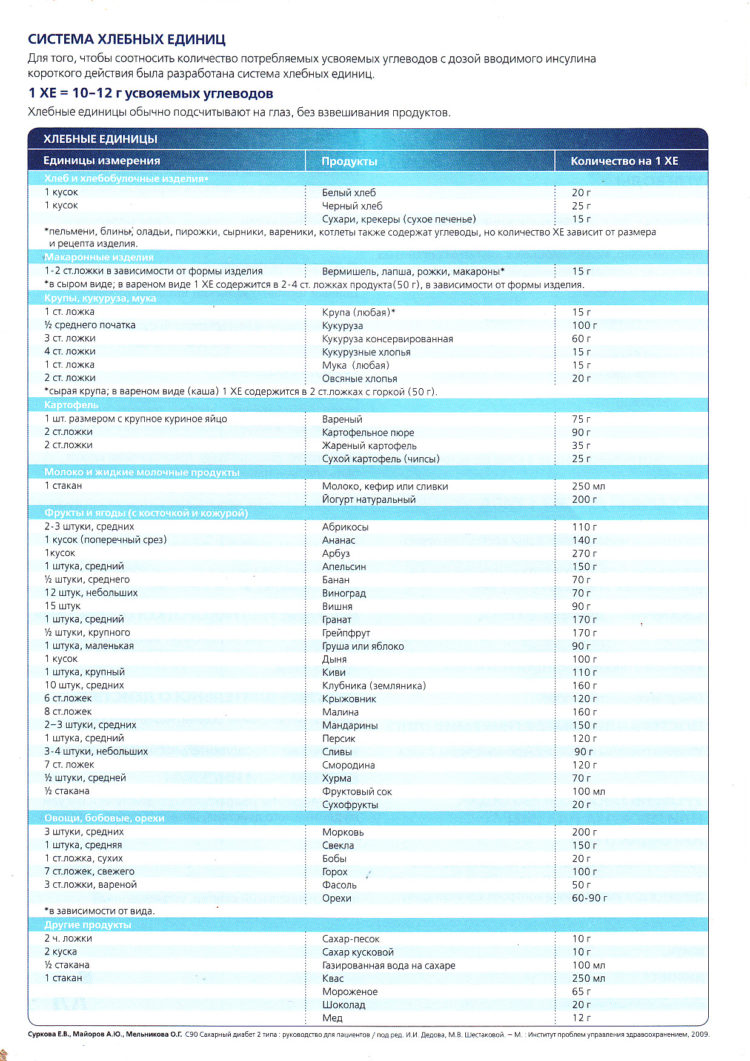 СИСТЕМА ХЛЕБНЫХ ЕДИНИЦ
Для того, чтобы соотносить количество потребляемых усвояемых углеводов с дозой вводимого инсулина
короткого действия была разработана система хлебных единиц.
1 ХЕ = 10–12 г усвояемых углеводов
Хлебные единицы обычно подсчитывают на глаз, без взвешивания продуктов.
ХЛЕБНЫЕ ЕДИНИЦЫ
Единицы измерения Продукты Количество на 1 ХЕ
Хлеб и хлебобулочные изделия*
1 кусок Белый хлеб 20 г
1 кусок Черный хлеб 25 г
Сухари, крекеры (сухое печенье) 15 г
*пельмени, блины, оладьи, пирожки, сырники, вареники, котлеты также содержат углеводы, но количество ХЕ зависит от размера
и рецепта изделия.
Макаронные изделия
1-2 ст.ложки в зависимости от формы изделия Вермишель, лапша, рожки, макароны* 15 г
*в сыром виде; в вареном виде 1 ХЕ содержится в 2-4 ст. ложках продукта(50 г), в зависимости от формы изделия.
Крупы, кукуруза, мука
1 ст. ложка Крупа (любая)* 15 г
½ среднего початка Кукуруза 100 г
3 ст. ложки Кукуруза консервированная 60 г
4 ст. ложки Кукурузные хлопья 15 г
1 ст. ложка Мука (любая) 15 г
2 ст. ложки Овсяные хлопья 20 г
*сырая крупа; в вареном виде (каша) 1 ХЕ содержится в 2 ст.ложках с горкой (50 г).
Картофель
1 шт. размером с крупное куриное яйцо Вареный 75 г
2 ст.ложки Картофельное пюре 90 г
2 ст.ложки Жареный картофель 35 г
Сухой картофель (чипсы) 25 г
Молоко и жидкие молочные продукты
1 стакан Молоко, кефир или сливки 250 мл
Йогурт натуральный 200 г
Фрукты и ягоды (с косточкой и кожурой)
2-3 штуки, средних Абрикосы 110 г
1 кусок (поперечный срез) Ананас 140 г
1кусок Арбуз 270 г
1 штука, средний Апельсин 150 г
½ штуки, среднего Банан 70 г
12 штук, небольших Виноград 70 г
15 штук Вишня 90 г
1 штука, средний Гранат 170 г
½ штуки, крупного Грейпфрут 170 г
1 штука, маленькая Груша или яблоко 90 г
1 кусок Дыня 100 г
1 штука, крупный Киви 110 г
10 штук, средних Клубника (земляника) 160 г
6 ст.ложек Крыжовник 120 г
8 ст.ложек Малина 160 г
2–3 штуки, средних Мандарины 150 г
1 штука, средний Персик 120 г
3-4 штуки, небольших Сливы 90 г
7 ст. ложек Смородина 120 г
½ штуки, средней Хурма 70 г
½ стакана Фруктовый сок 100 мл
Сухофрукты 20 г
Овощи, бобовые, орехи
3 штуки, средних Морковь 200 г
1 штука, средняя Свекла 150 г
1 ст.ложка, сухих Бобы 20 г
7 ст.ложек, свежего Горох 100 г
3 ст.ложки, вареной Фасоль 50 г
Орехи 60-90 г
*в зависимости от вида.
Другие продукты
2 ч. ложки Сахар-песок 10 г
2 куска Сахар кусковой 10 г
½ стакана Газированная вода на сахаре 100 мл
1 стакан Квас 250 мл
Мороженое 65 г
Шоколад 20 г
Мед 12 г
Суркова Е.В., Майоров А.Ю., Мельникова О.Г. С90 Сахарный диабет 2 типа : руководство для пациентов / под ред. И.И. Дедова, М.В. Шестаковой. – М. : Институт проблем управления здравоохранением, 2009.